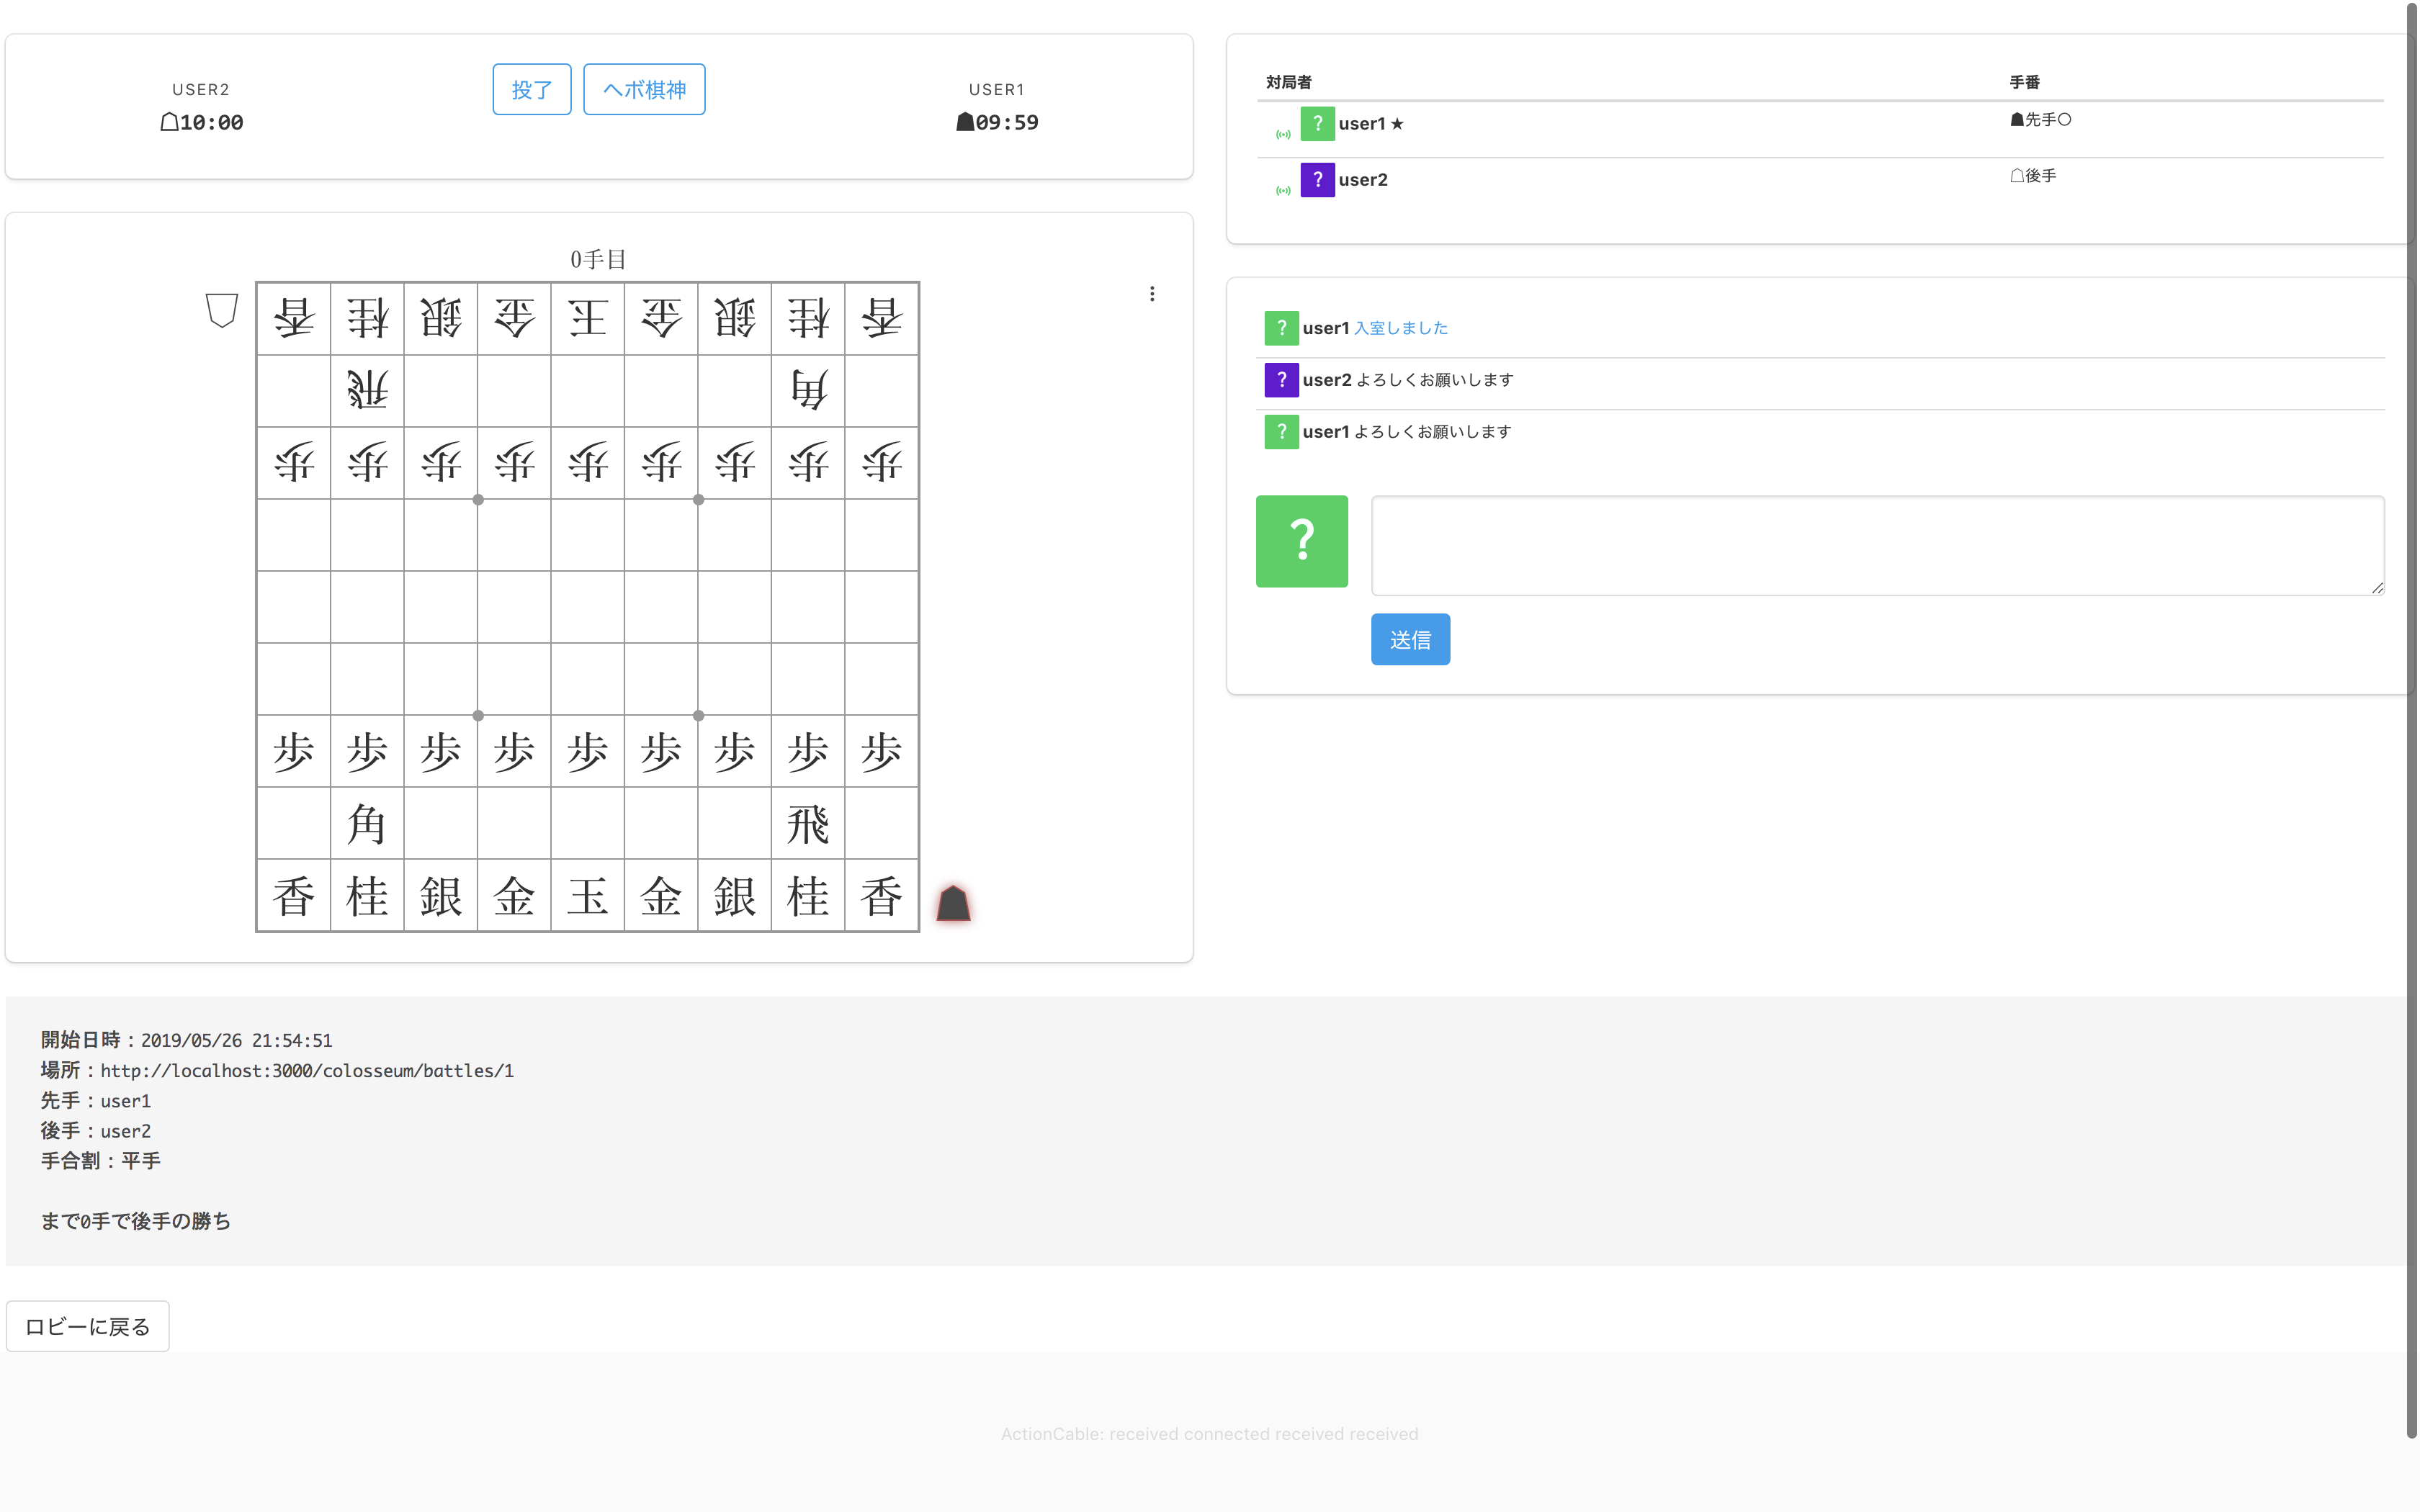 USER2
☖10:00
投了 ヘボ棋神
USER1
☗09:59
0手目
香桂銀金王金銀桂香
飛角
歩歩歩歩歩歩歩歩歩
歩歩歩歩歩歩歩歩歩
角飛
香桂銀金玉金銀桂香
対局者 手番
? user1 ★ ☗先手○
? user2 ☖後手
? user1 入室しました
? user2 よろしくお願いします
? user1 よろしくお願いします
?
送信
開始日時：2019/05/26 21:54:51
場所：http://localhost:3000/colosseum/battles/1
先手：user1
後手：user2
手合割：平手
まで0手で後手の勝ち
ロビーに戻る
ActionCable: received connected received received